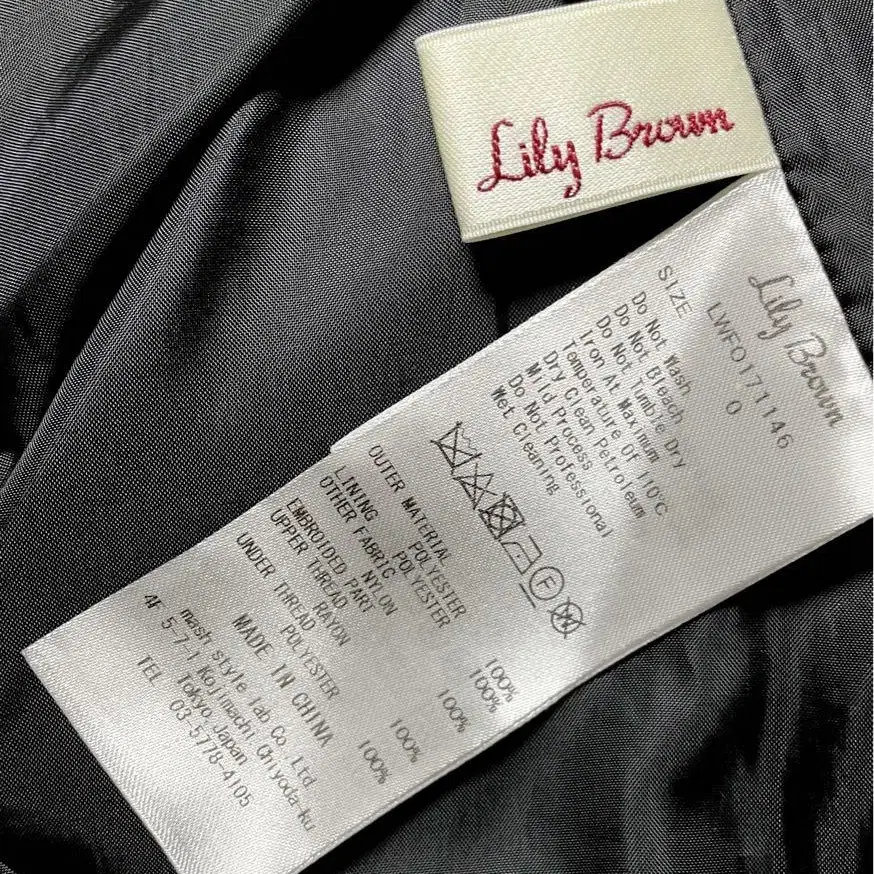 Lily Brown
Lily Brown
LWFO171146
SIZE 0
Do Not Wash
Do Not Bleach
Do Not Tumble Dry
Iron At Maximum
Temperature Of 110℃
Dry Clean Petroleum
Mild Process
Do Not Professional
Wet Cleaning
F
W
OUTER MATERIAL
POLYESTER 100%
LINING
POLYESTER 100%
OTHER FABRIC
NYLON 100%
EMBROIDED PART
UPPER THREAD
RAYON 100%
UNDER THREAD
POLYESTER 100%
MADE IN CHINA
mash style lab Co., Ltd.
4F 5-7-1 Kojimachi Chiyoda-ku
Tokyo, Japan
TEL 03-5778-4105